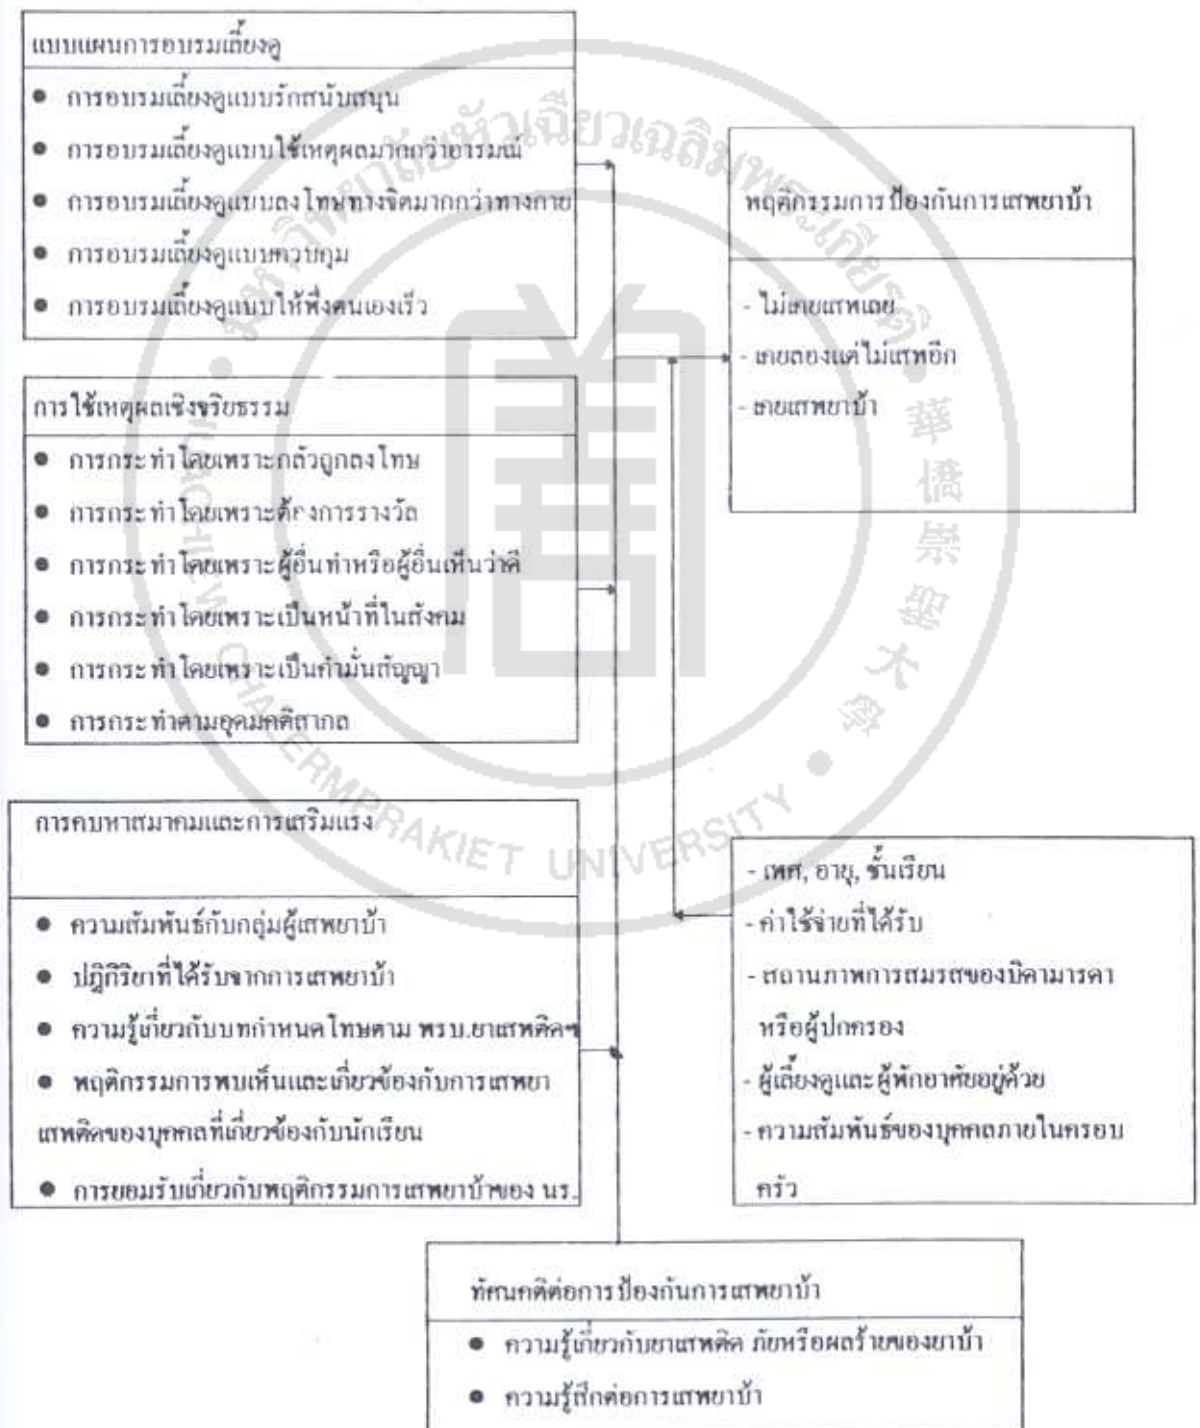 แบบแผนการอบรมเลี้ยงดู
● การอบรมเลี้ยงดูแบบรักสนับสนุน
● การอบรมเลี้ยงดูแบบใช้เหตุผลมากกว่าอารมณ์
● การอบรมเลี้ยงดูแบบลงโทษทางจิตมากกว่าทางกาย
● การอบรมเลี้ยงดูแบบควบคุม
● การอบรมเลี้ยงดูแบบให้พึ่งตนเองเร็ว
พฤติกรรมการป้องกันการเสพยาบ้า
- ไม่เคยเสพเลย
- เคยลองแต่ไม่เสพอีก
- เคยเสพยาบ้า
การใช้เหตุผลเชิงจริยธรรม
● การกระทำโดยเพราะกลัวถูกลงโทษ
● การกระทำโดยเพราะต้องการรางวัล
● การกระทำโดยเพราะผู้อื่นทำหรือผู้อื่นเห็นว่าดี
● การกระทำโดยเพราะเป็นหน้าที่ในสังคม
● การกระทำโดยเพราะเป็นคำมั่นสัญญา
● การกระทำตามอุดมคติสากล
การคบหาสมาคมและการเสริมแรง
● ความสัมพันธ์กับกลุ่มผู้เสพยาบ้า
● ปฏิกิริยาที่ได้รับจากการเสพยาบ้า
● ความรู้เกี่ยวกับบทกำหนดโทษตาม พรบ.ยาเสพติดฯ
● พฤติกรรมการพบเห็นและเกี่ยวข้องกับการเสพยา
เสพติดของบุคคลที่เกี่ยวข้องกับนักเรียน
● การยอมรับเกี่ยวกับพฤติกรรมการเสพยาบ้าของ นร.
- เพศ, อายุ, ชั้นเรียน
- ค่าใช้จ่ายที่ได้รับ
- สถานภาพการสมรสของบิดามารดา
หรือผู้ปกครอง
- ผู้เลี้ยงดูและผู้พักอาศัยอยู่ด้วย
- ความสัมพันธ์ของบุคคลภายในครอบ
ครัว
ทัศนคติต่อการป้องกันการเสพยาบ้า
● ความรู้เกี่ยวกับยาเสพติด ภัยหรือผลร้ายของยาบ้า
● ความรู้สึกต่อการเสพยาบ้า
มหาวิทยาลัยหัวเฉียวเฉลิมพระเกียรติ
華僑崇聖大學
HUACHIEW CHALERMPRAKIET UNIVERSITY